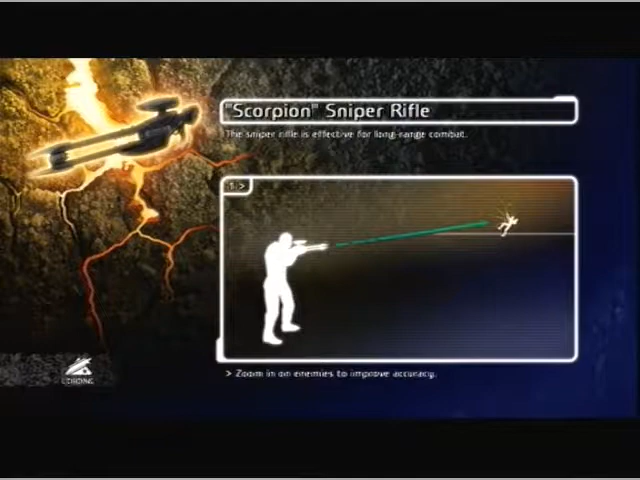 "Scorpion" Sniper Rifle
The sniper rifle is effective for long-range combat.
1>
> Zoom in on enemies to improve accuracy.
LOADING